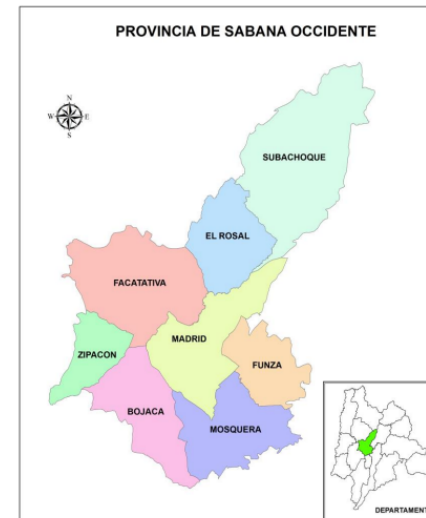 PROVINCIA DE SABANA OCCIDENTE
N
W E
S
SUBACHOQUE
EL ROSAL
FACATATIVA
MADRID
ZIPACON
FUNZA
BOJACA
MOSQUERA
DEPARTAMENT